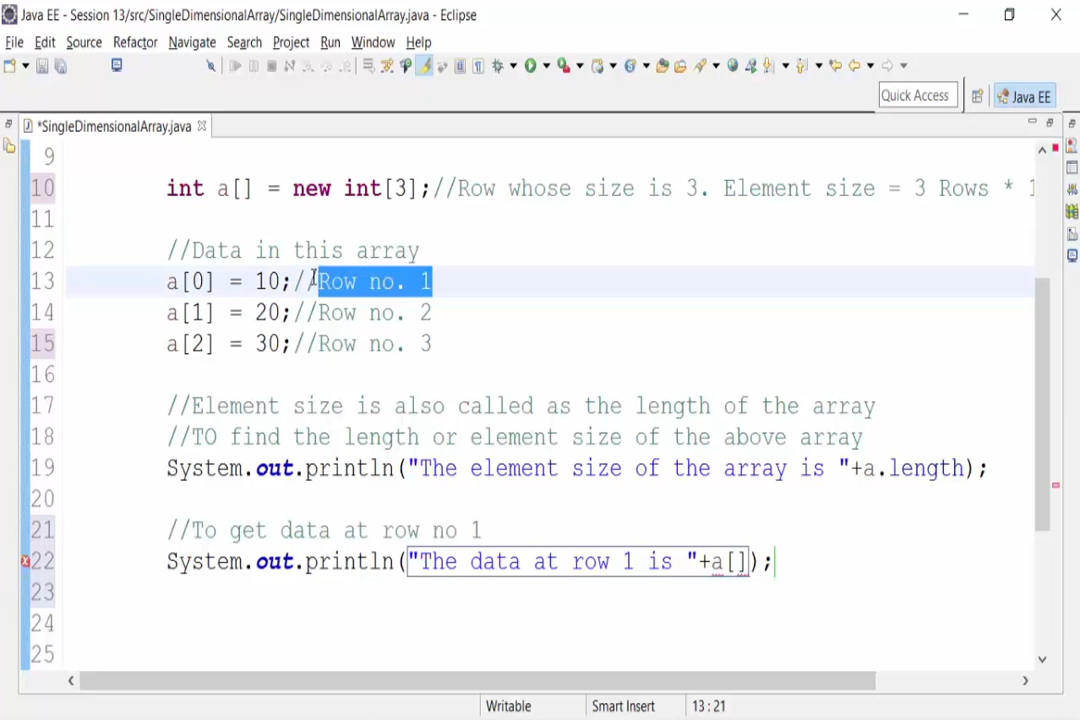 Java EE - Session 13/src/SingleDimensionalArray/SingleDimensionalArray.java - Eclipse
File Edit Source Refactor Navigate Search Project Run Window Help
Quick Access Java EE
*SingleDimensionalArray.java
9
10 int a[] = new int[3];//Row whose size is 3. Element size = 3 Rows * 1
11
12 //Data in this array
13 a[0] = 10;//Row no. 1
14 a[1] = 20;//Row no. 2
15 a[2] = 30;//Row no. 3
16
17 //Element size is also called as the length of the array
18 //TO find the length or element size of the above array
19 System.out.println("The element size of the array is "+a.length);
20
21 //To get data at row no 1
22 System.out.println("The data at row 1 is "+a[]);
23
24
25
Writable Smart Insert 13 : 21